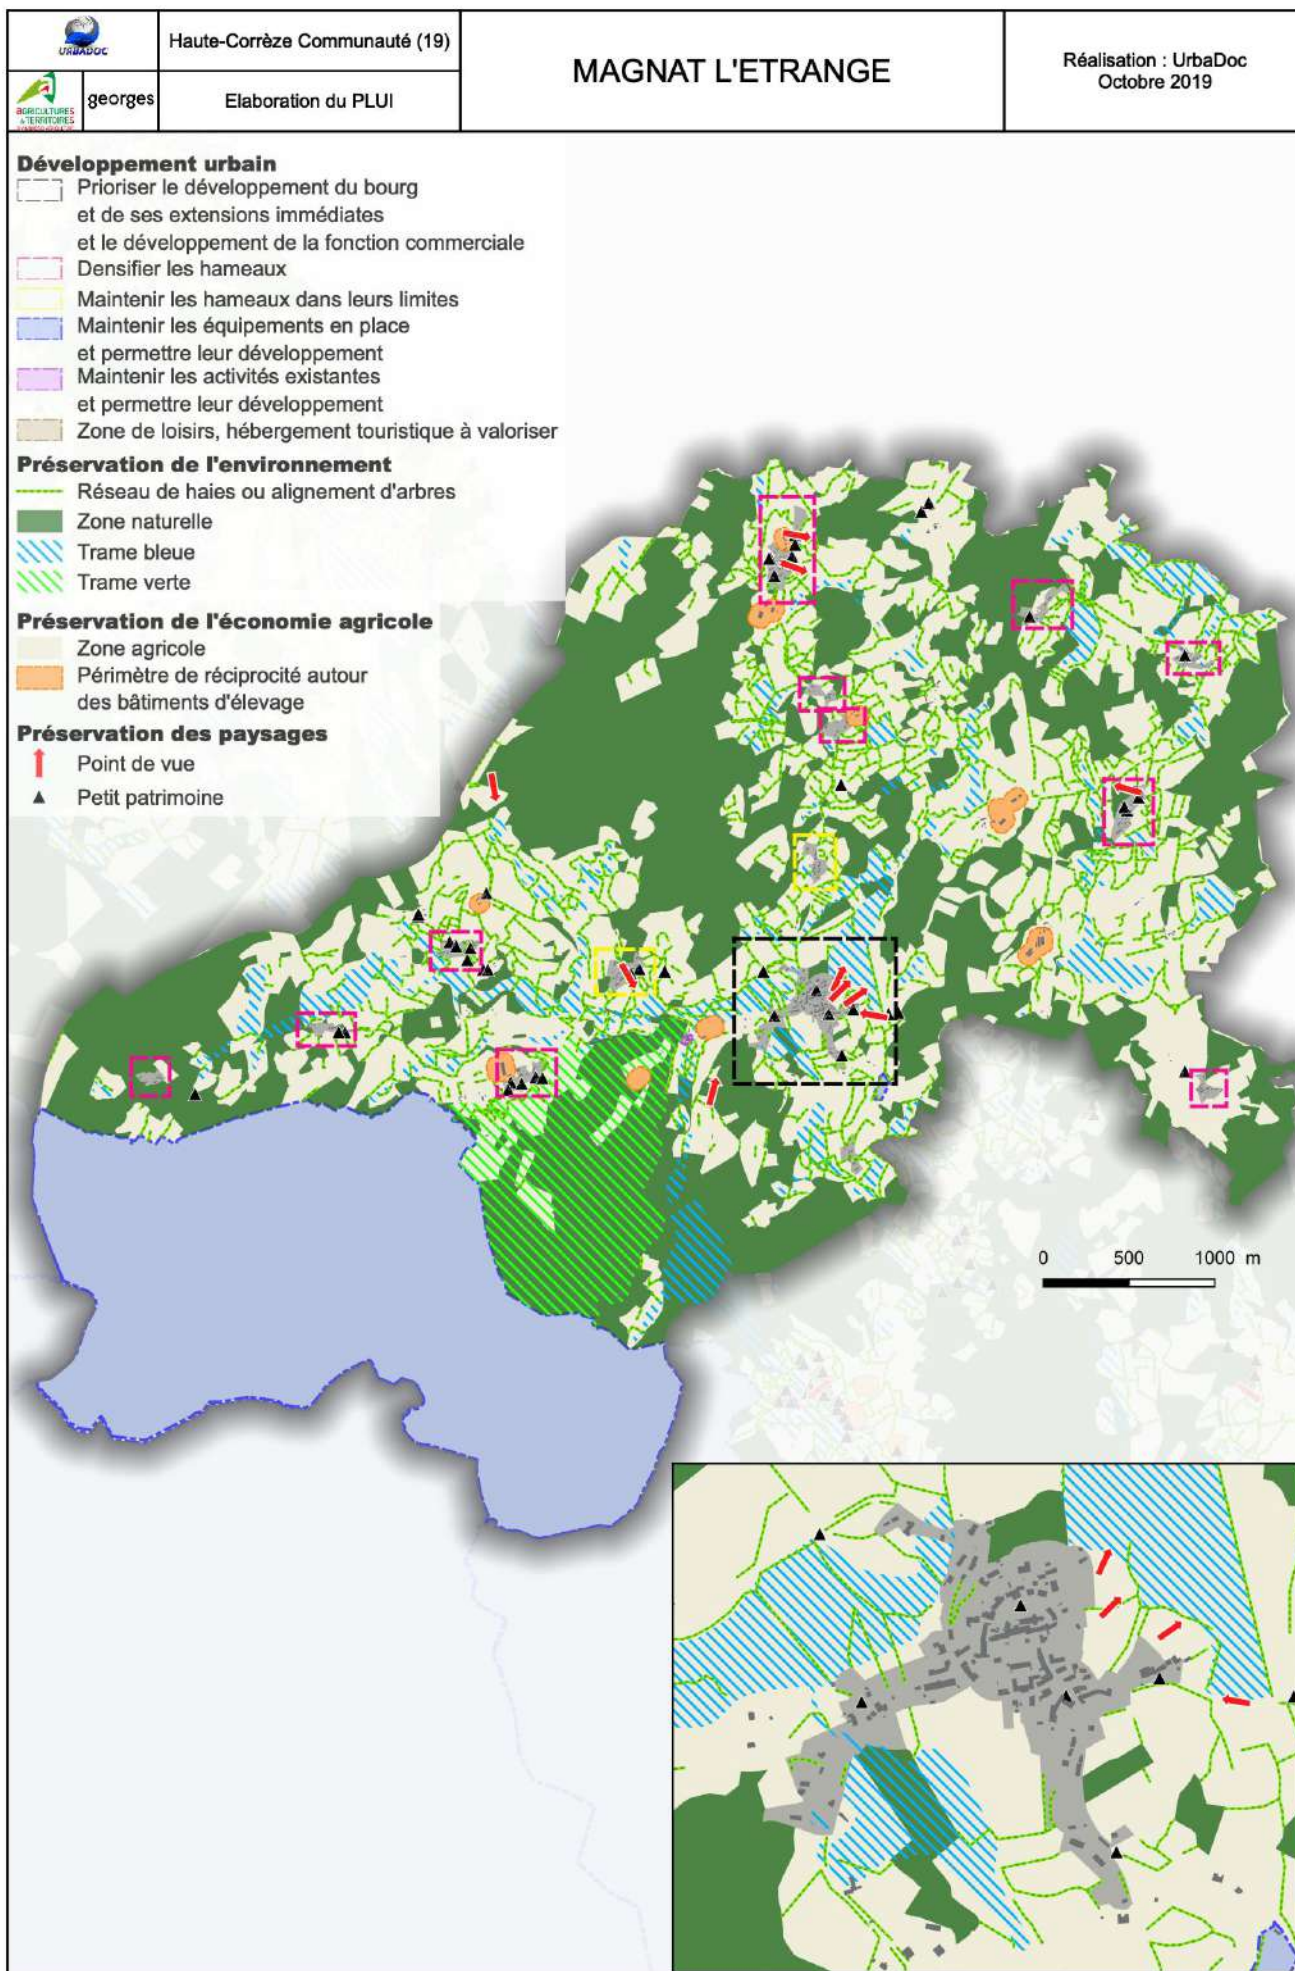 URBADOC
Haute-Corrèze Communauté (19)
MAGNAT L'ETRANGE
Réalisation : UrbaDoc
Octobre 2019
AGRICULTURES
& TERRITOIRES
georges
Elaboration du PLUI
Développement urbain
Prioriser le développement du bourg
et de ses extensions immédiates
et le développement de la fonction commerciale
Densifier les hameaux
Maintenir les hameaux dans leurs limites
Maintenir les équipements en place
et permettre leur développement
Maintenir les activités existantes
et permettre leur développement
Zone de loisirs, hébergement touristique à valoriser
Préservation de l'environnement
Réseau de haies ou alignement d'arbres
Zone naturelle
Trame bleue
Trame verte
Préservation de l'économie agricole
Zone agricole
Périmètre de réciprocité autour
des bâtiments d'élevage
Préservation des paysages
Point de vue
Petit patrimoine
0 500 1000 m